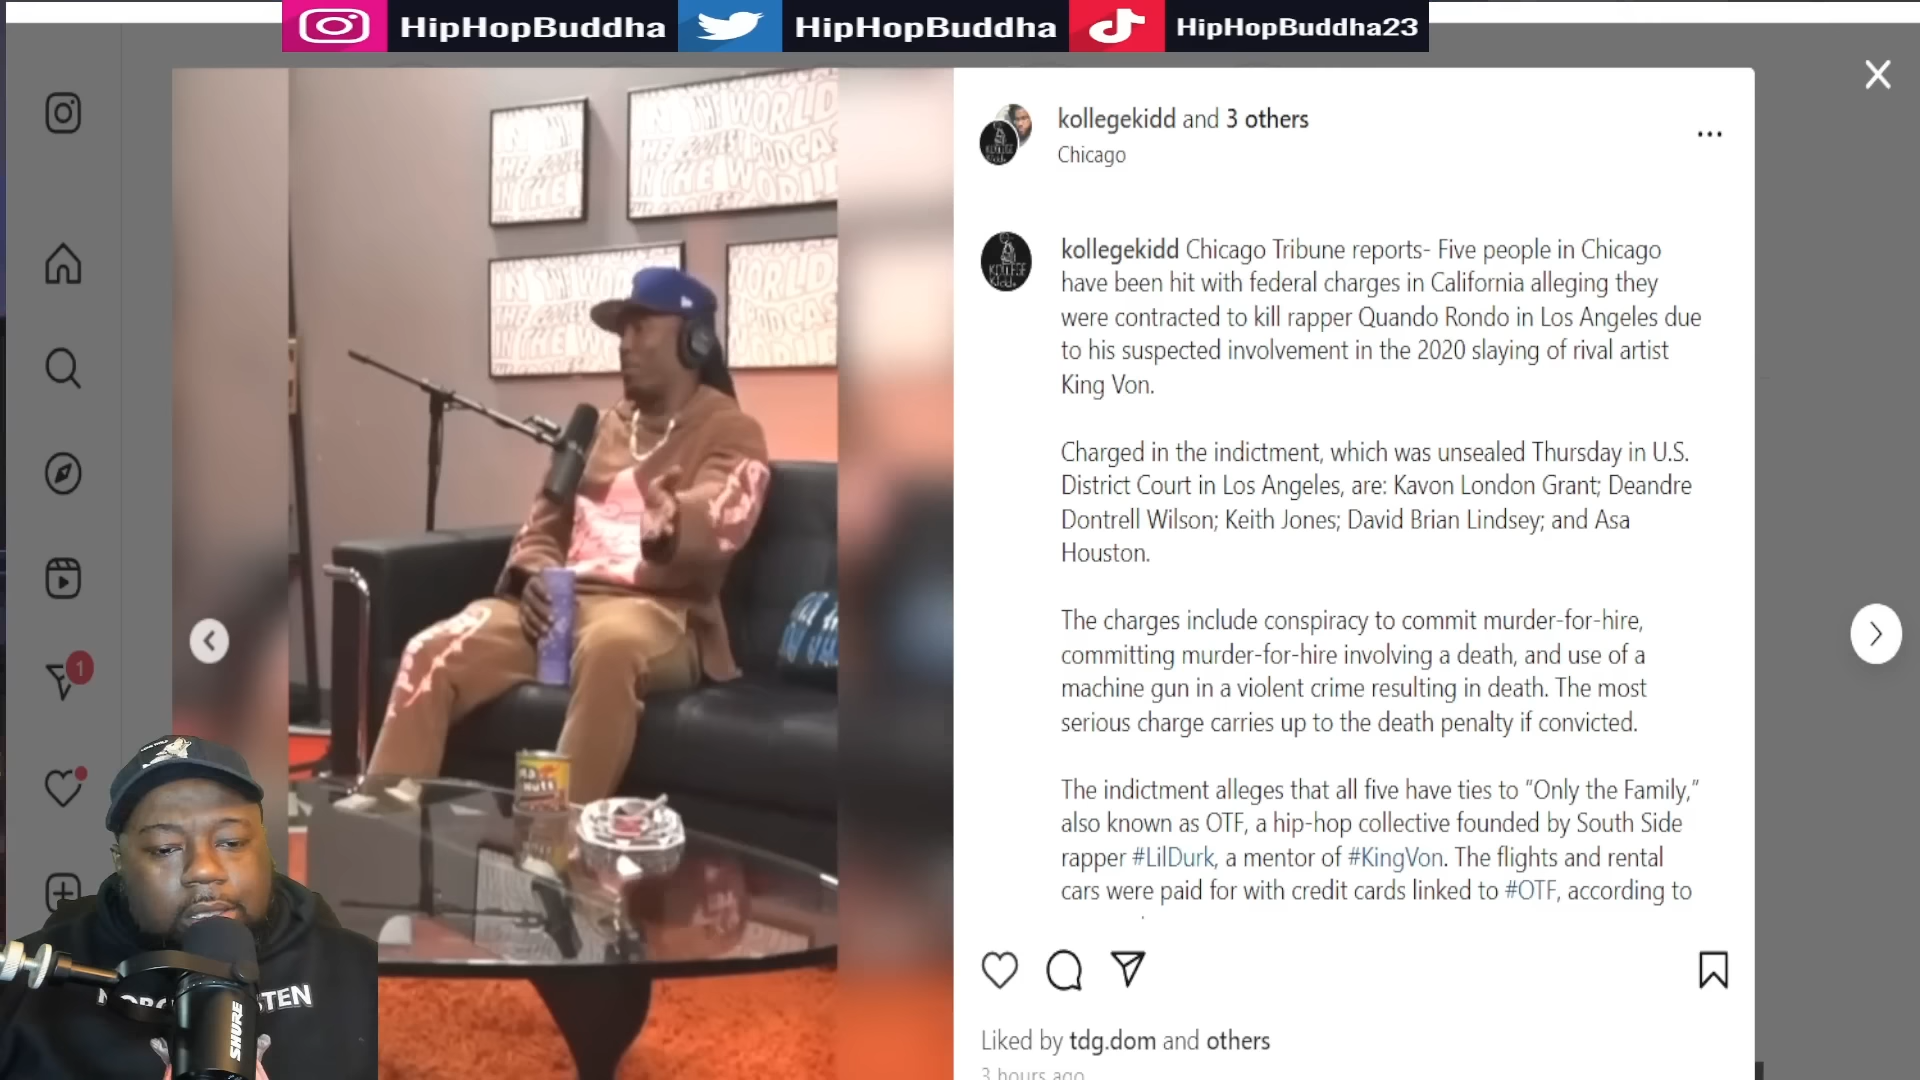 HipHopBuddha HipHopBuddha HipHopBuddha23
kollegekidd and 3 others
Chicago
kollegekidd Chicago Tribune reports- Five people in Chicago
have been hit with federal charges in California alleging they
were contracted to kill rapper Quando Rondo in Los Angeles due
to his suspected involvement in the 2020 slaying of rival artist
King Von.
Charged in the indictment, which was unsealed Thursday in U.S.
District Court in Los Angeles, are: Kavon London Grant; Deandre
Dontrell Wilson; Keith Jones; David Brian Lindsey; and Asa
Houston.
The charges include conspiracy to commit murder-for-hire,
committing murder-for-hire involving a death, and use of a
machine gun in a violent crime resulting in death. The most
serious charge carries up to the death penalty if convicted.
The indictment alleges that all five have ties to “Only the Family,”
also known as OTF, a hip-hop collective founded by South Side
rapper #LilDurk, a mentor of #KingVon. The flights and rental
cars were paid for with credit cards linked to #OTF, according to
Liked by tdg.dom and others
3 hours ago
1
IN THE WORLD
PODCAST
IN THE WORLD
SHURE